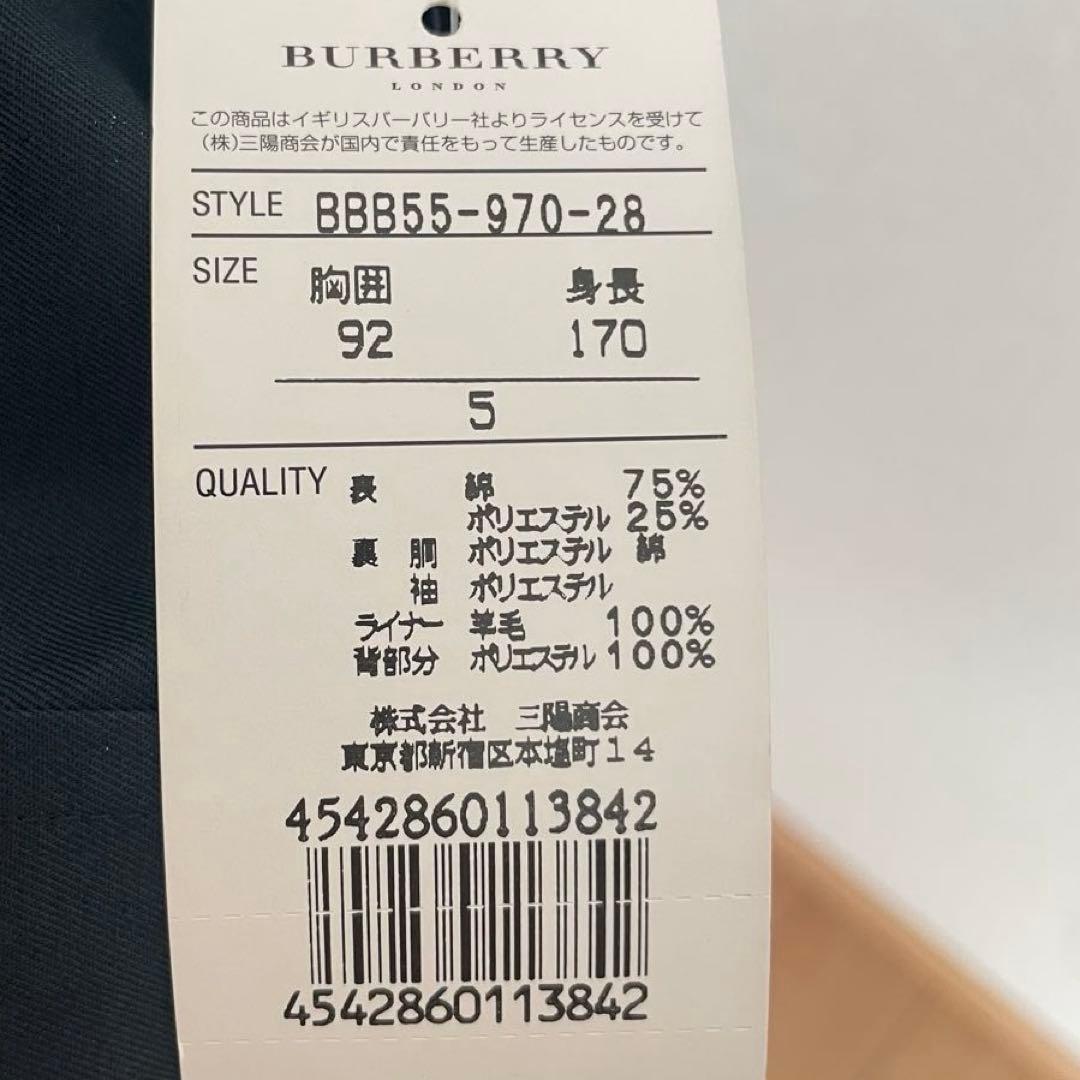 BURBERRY
LONDON
この商品はイギリスバーバリー社よりライセンスを受けて
(株)三陽商会が国内で責任をもって生産したものです。
STYLE BBB55-970-28
SIZE 胸囲 身長
92 170
5
QUALITY 表 綿 75%
ポリエステル 25%
裏 胴 ポリエステル 綿
袖 ポリエステル
ライナー 羊毛 100%
背部分 ポリエステル 100%
株式会社 三陽商会
東京都新宿区本塩町14
4542860113842
4542860113842